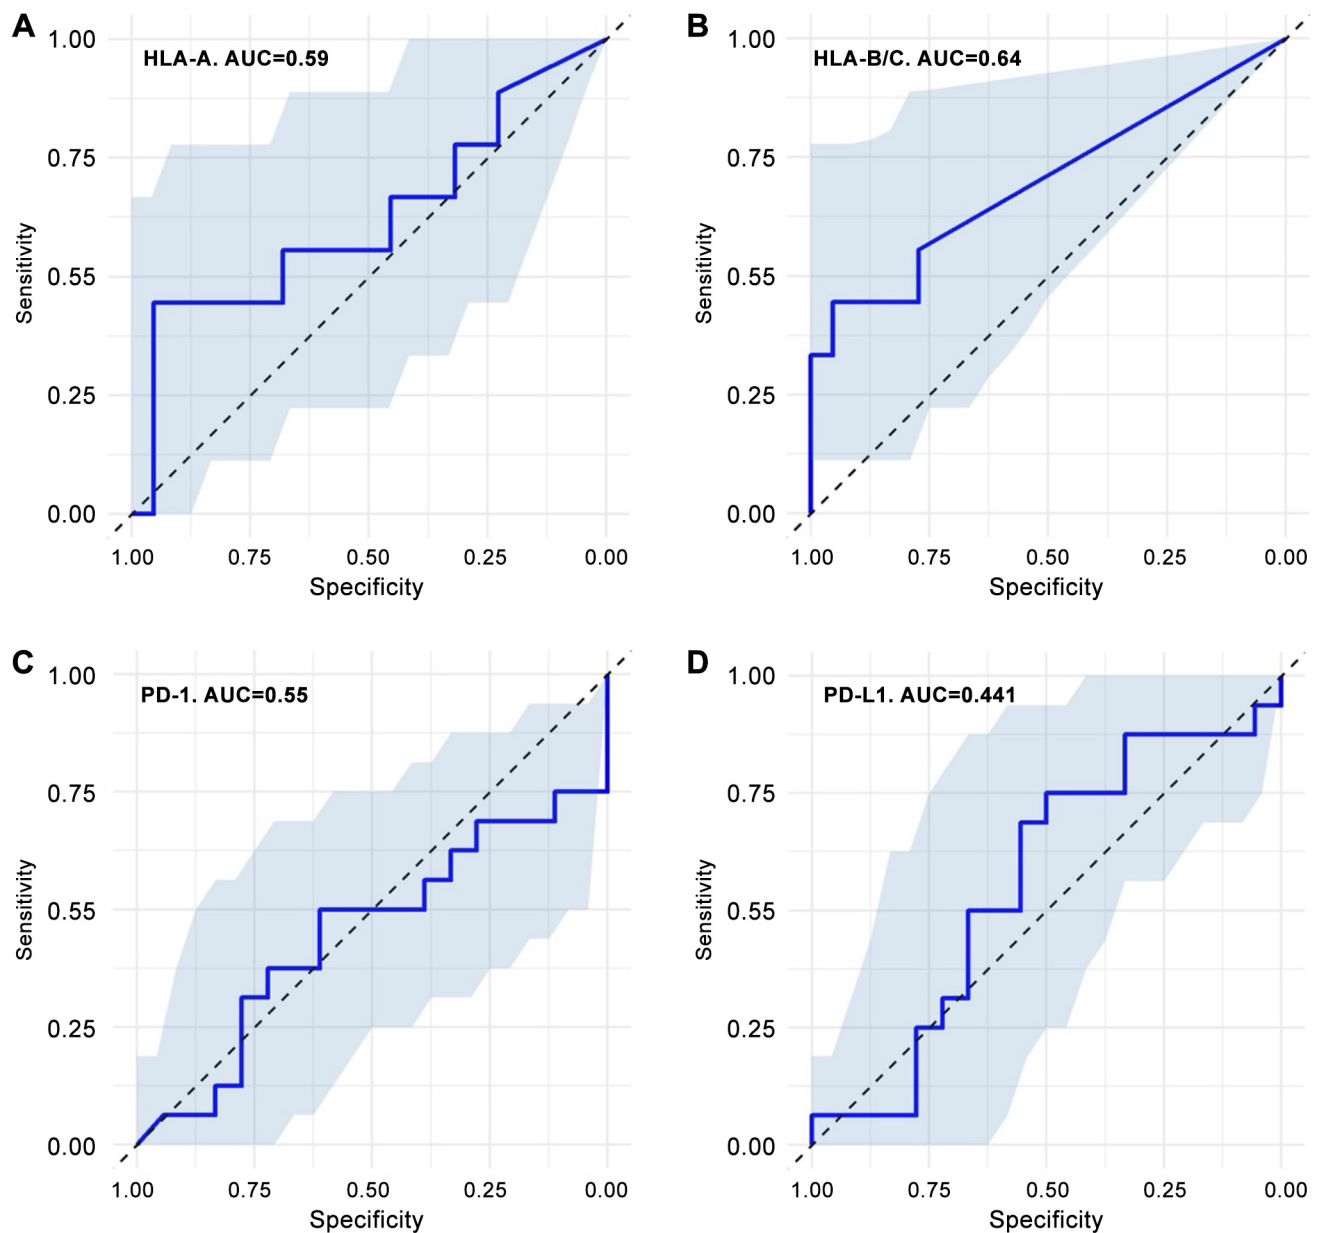 A
HLA-A. AUC=0.59
1.00
0.75
0.55
0.25
0.00
Sensitivity
1.00 0.75 0.50 0.25 0.00
Specificity
B
HLA-B/C. AUC=0.64
1.00
0.75
0.55
0.25
0.00
Sensitivity
1.00 0.75 0.50 0.25 0.00
Specificity
C
PD-1. AUC=0.55
1.00
0.75
0.55
0.25
0.00
Sensitivity
1.00 0.75 0.50 0.25 0.00
Specificity
D
PD-L1. AUC=0.441
1.00
0.75
0.55
0.25
0.00
Sensitivity
1.00 0.75 0.50 0.25 0.00
Specificity